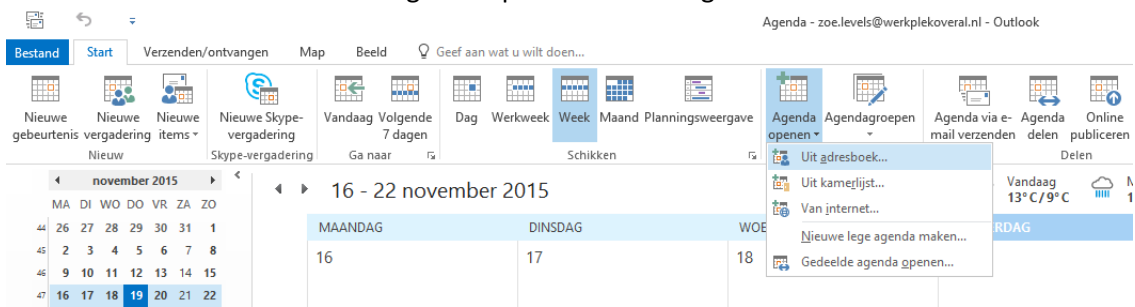 Agenda - zoe.levels@werkplekoveral.nl - Outlook
Bestand Start Verzenden/ontvangen Map Beeld Geef aan wat u wilt doen...
Nieuwe gebeurtenis
Nieuwe vergadering
Nieuwe items
Nieuwe Skype-vergadering
Vandaag
Volgende 7 dagen
Dag
Werkweek
Week
Maand
Planningsweergave
Agenda openen
Agendagroepen
Agenda via e-mail verzenden
Agenda delen
Online publiceren
Nieuw Skype-vergadering Ga naar Schikken Delen
Uit adresboek...
Uit kamerlijst...
Van internet...
Nieuwe lege agenda maken...
Gedeelde agenda openen...
november 2015
MA DI WO DO VR ZA ZO
44 26 27 28 29 30 31 1
45 2 3 4 5 6 7 8
46 9 10 11 12 13 14 15
47 16 17 18 19 20 21 22
16 - 22 november 2015
Vandaag
13°C/9°C
MAANDAG DINSDAG
16 17 18